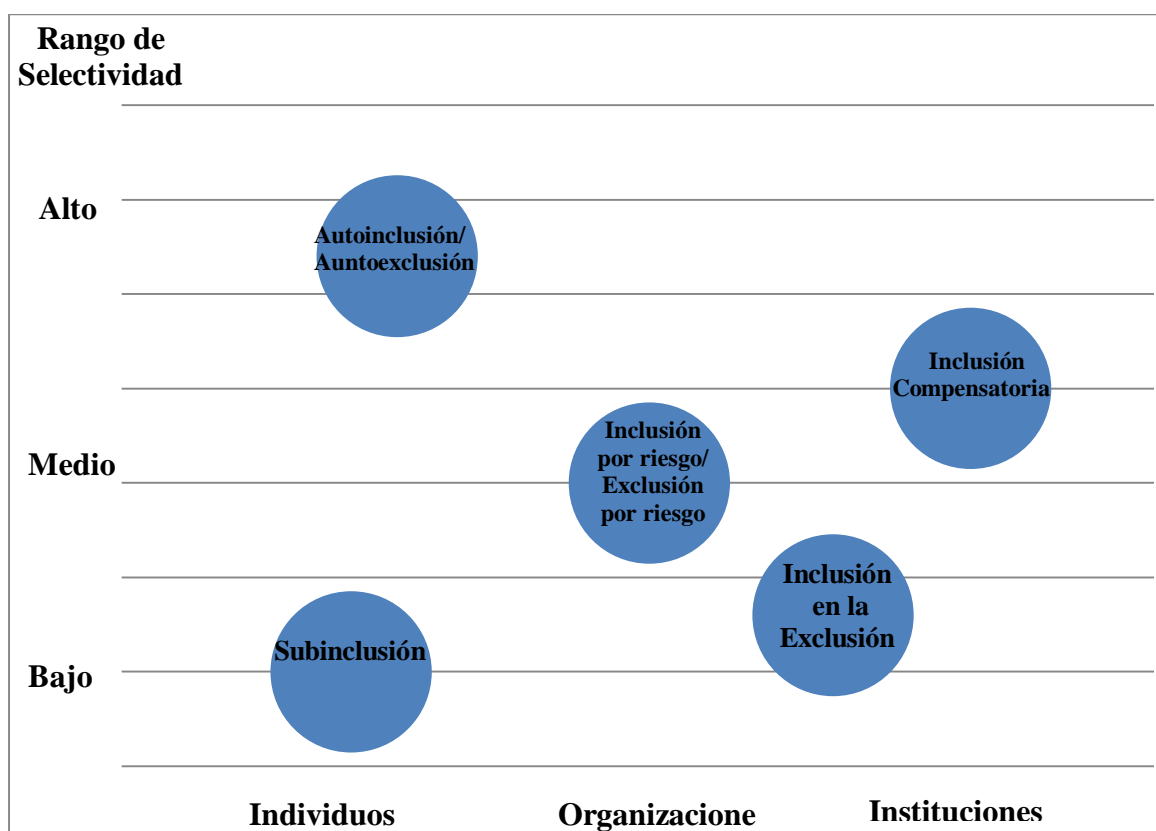 Rango de
Selectividad
Alto
Autoinclusión/
Auntoexclusión
Inclusión
Compensatoria
Inclusión
por riesgo/
Exclusión
por riesgo
Medio
Inclusión
en la
Exclusión
Subinclusión
Bajo
Individuos
Organizacione
Instituciones